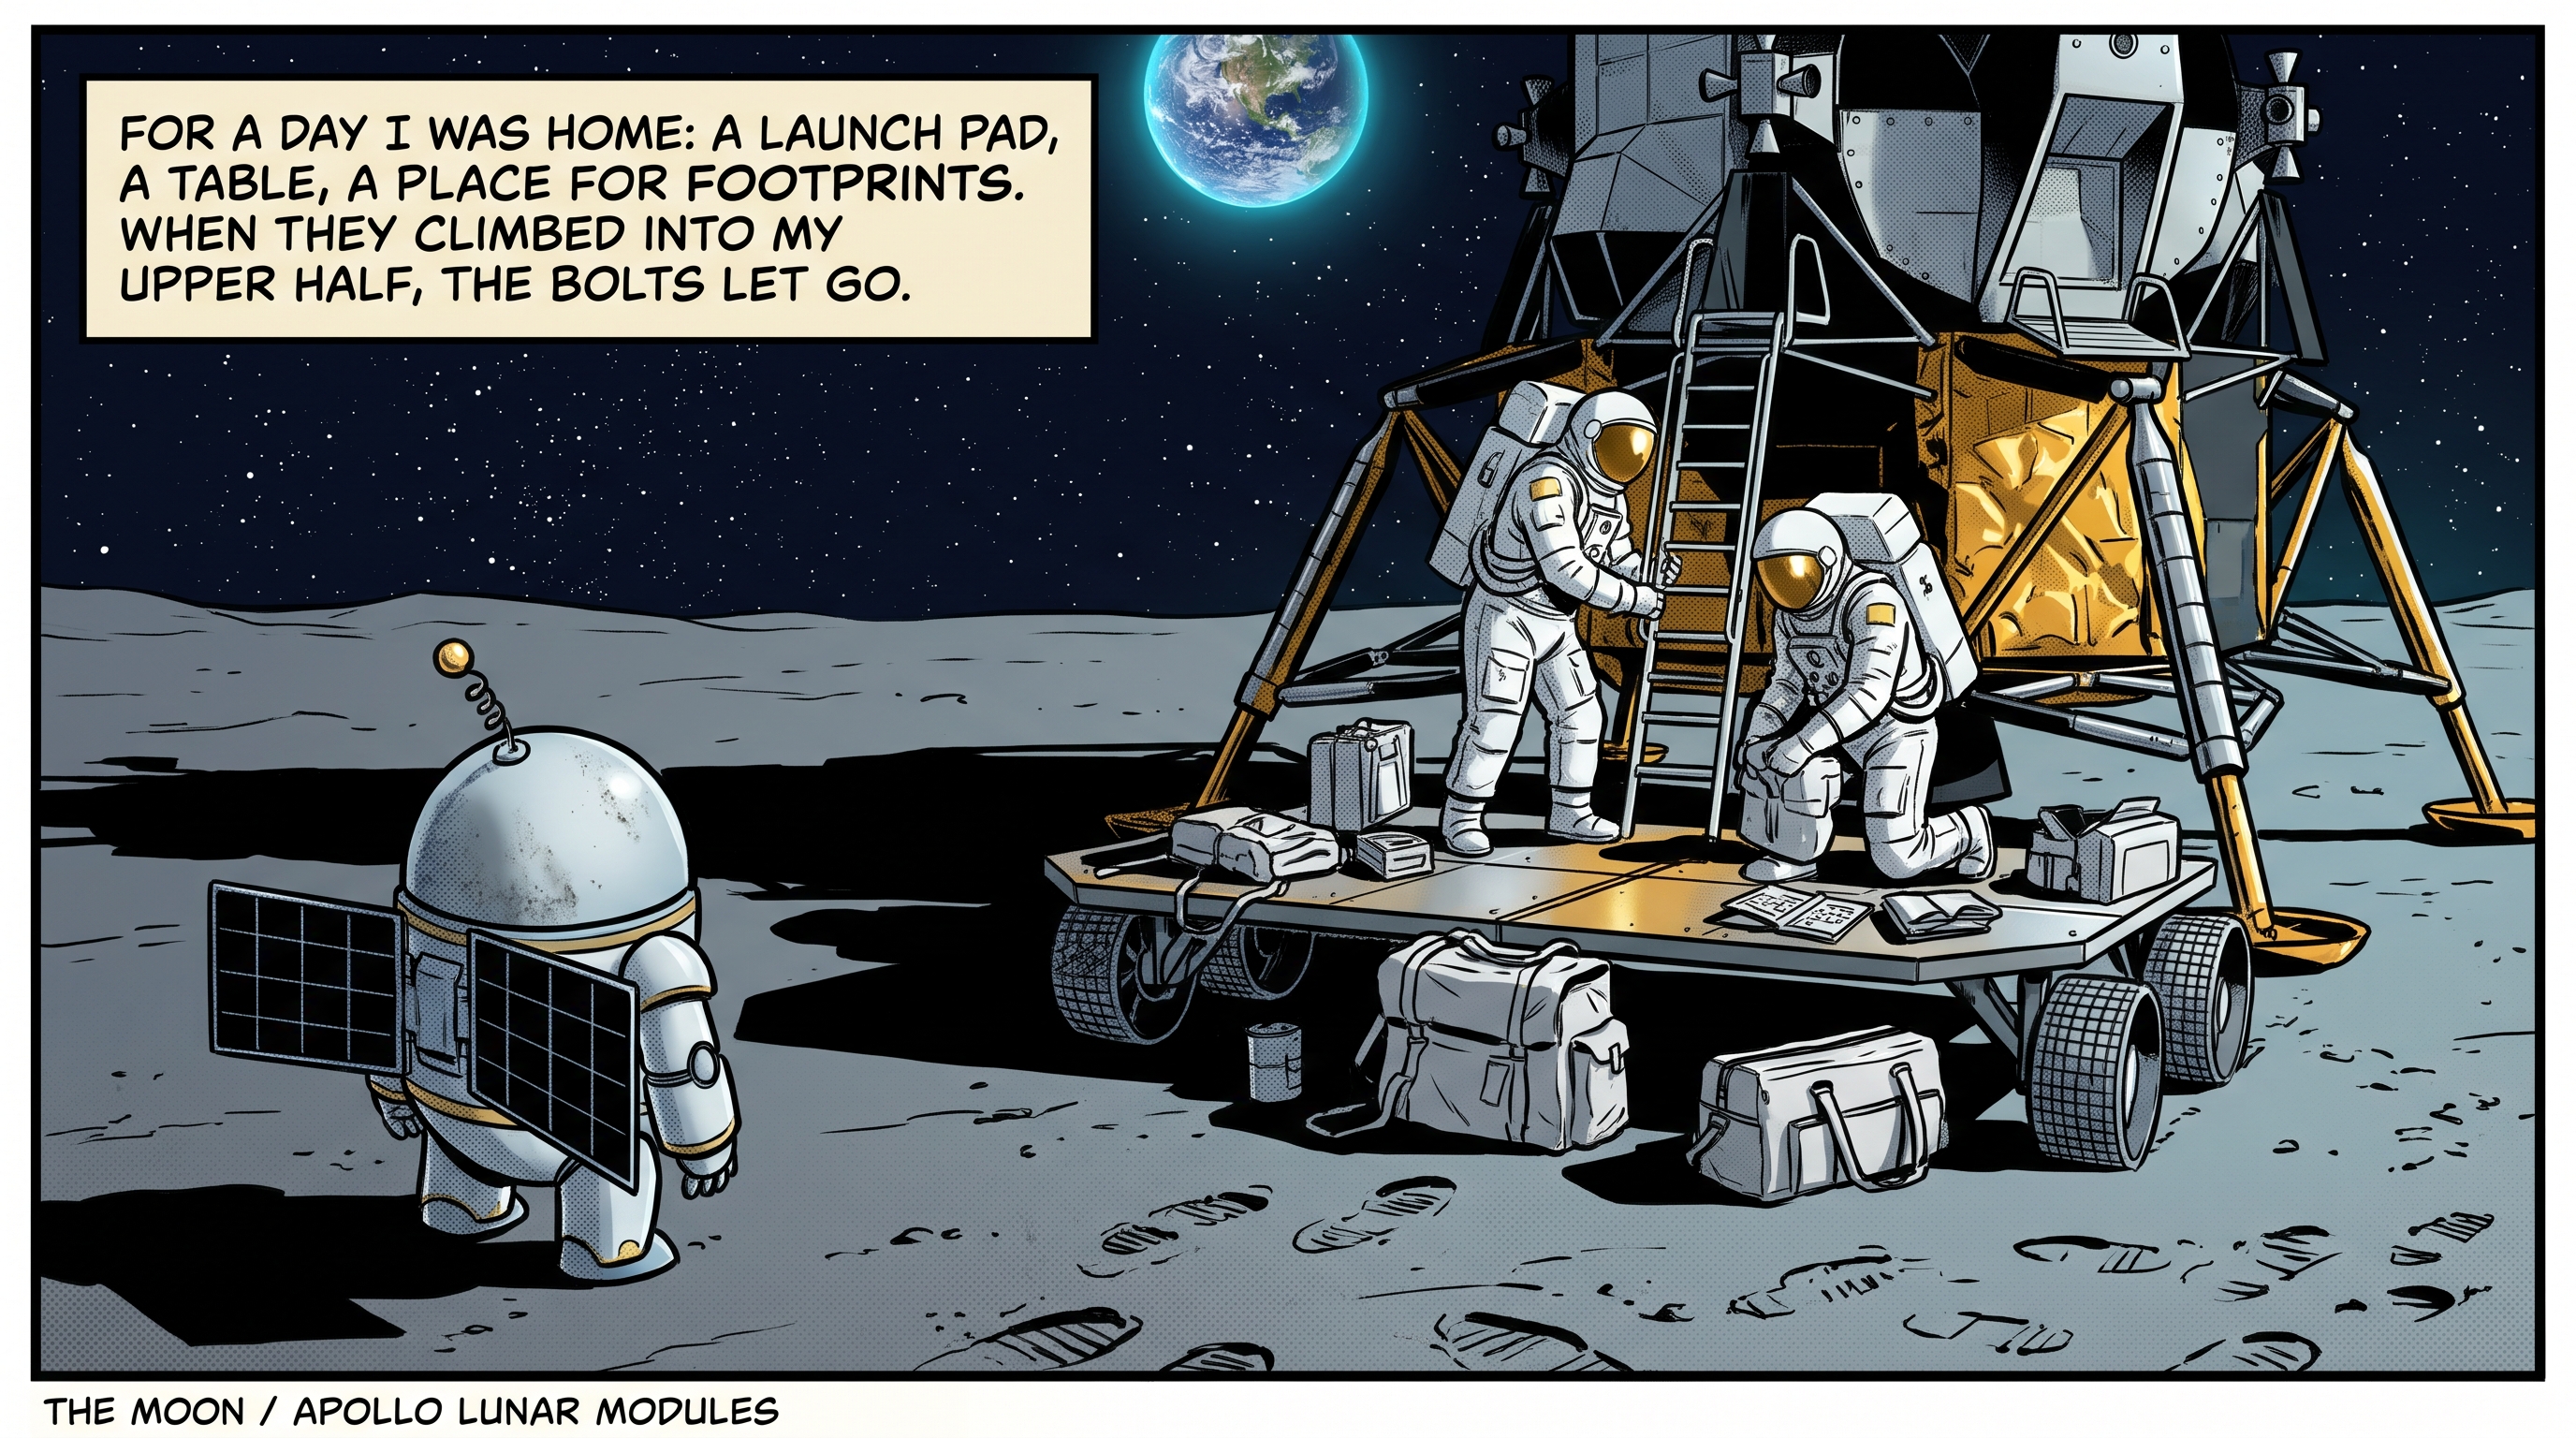 FOR A DAY I WAS HOME: A LAUNCH PAD,
A TABLE, A PLACE FOR FOOTPRINTS.
WHEN THEY CLIMBED INTO MY
UPPER HALF, THE BOLTS LET GO.
THE MOON / APOLLO LUNAR MODULES